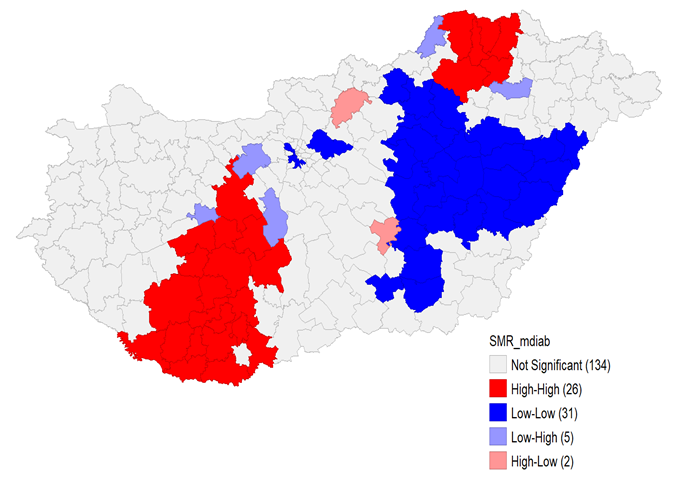 SMR_mdiab
Not Significant (134)
High-High (26)
Low-Low (31)
Low-High (5)
High-Low (2)